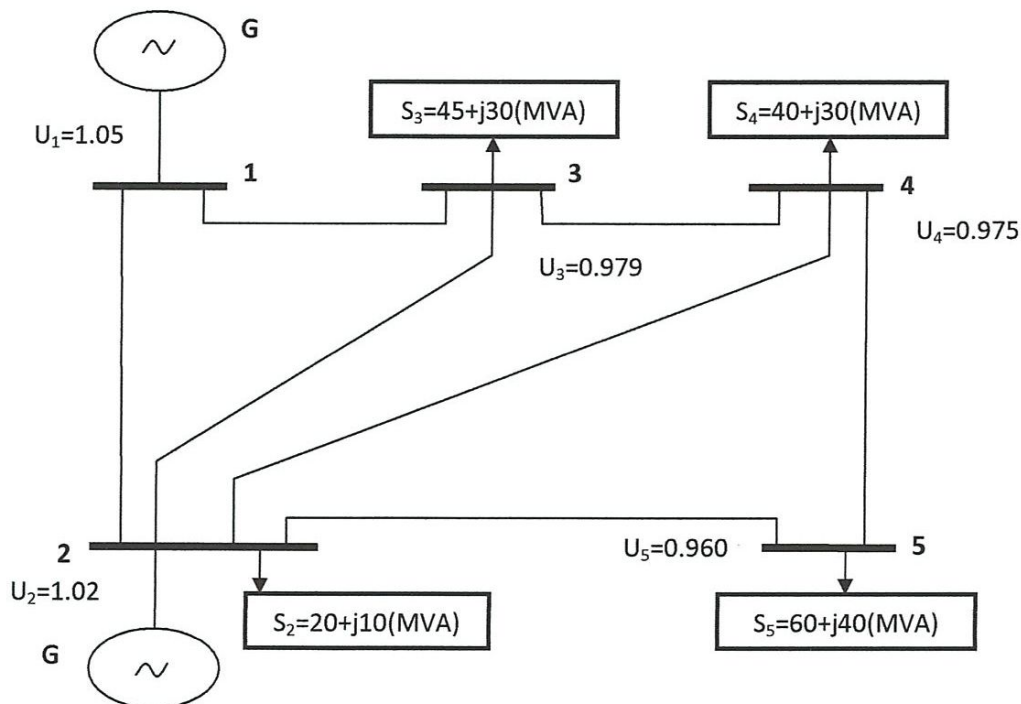 G
S₃=45+j30(MVA)
S₄=40+j30(MVA)
U₁=1.05
1
3
4
U₄=0.975
U₃=0.979
2
U₅=0.960
5
U₂=1.02
S₂=20+j10(MVA)
S₅=60+j40(MVA)
G